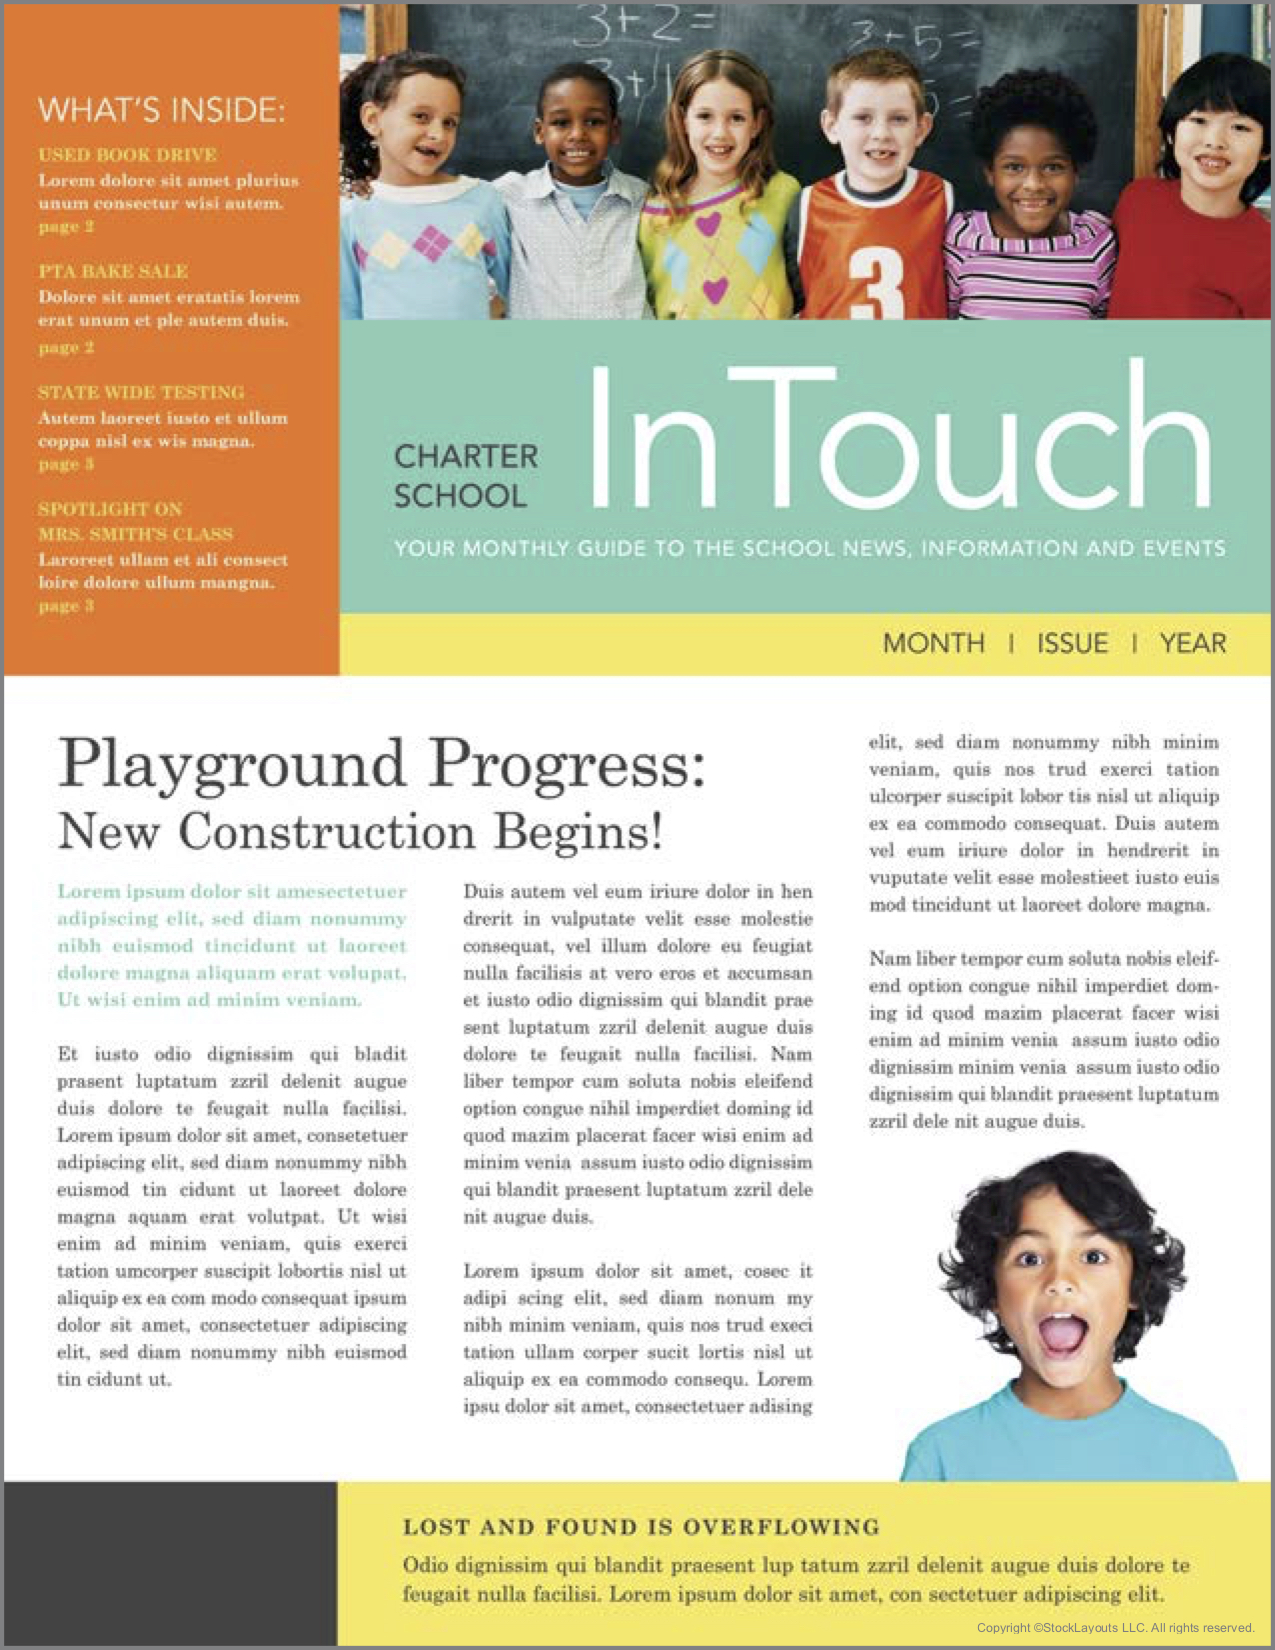 WHAT'S INSIDE:
USED BOOK DRIVE
Lorem dolore sit amet plurius
unum consectur wisi autem.
page 2
PTA BAKE SALE
Dolore sit amet eratatis lorem
erat unum et ple autem duis.
page 2
STATE WIDE TESTING
Autem laoreet iusto et ullum
coppa nisl ex wis magna.
page 3
SPOTLIGHT ON
MRS. SMITH'S CLASS
Laroreet ullam et ali consect
loire dolore ullum mangna.
page 3
3+2=
3+5=
3+1
3
CHARTER
SCHOOL
In Touch
YOUR MONTHLY GUIDE TO THE SCHOOL NEWS, INFORMATION AND EVENTS
MONTH | ISSUE | YEAR
Playground Progress:
New Construction Begins!
Lorem ipsum dolor sit amesectetuer
adipiscing elit, sed diam nonummy
nibh euismod tincidunt ut laoreet
dolore magna aliquam erat volupat.
Ut wisi enim ad minim veniam.
Et iusto odio dignissim qui bladit
prasent luptatum zzril delenit augue
duis dolore te feugait nulla facilisi.
Lorem ipsum dolor sit amet, consetetuer
adipiscing elit, sed diam nonummy nibh
euismod tin cidunt ut laoreet dolore
magna aquam erat volutpat. Ut wisi
enim ad minim veniam, quis exerci
tation umcorper suscipit lobortis nisl ut
aliquip ex ea com modo consequat ipsum
dolor sit amet, consectetuer adipiscing
elit, sed diam nonummy nibh euismod
tin cidunt ut.
Duis autem vel eum iriure dolor in hen
drerit in vulputate velit esse molestie
consequat, vel illum dolore eu feugiat
nulla facilisis at vero eros et accumsan
et iusto odio dignissim qui blandit prae
sent luptatum zzril delenit augue duis
dolore te feugait nulla facilisi. Nam
liber tempor cum soluta nobis eleifend
option congue nihil imperdiet doming id
quod mazim placerat facer wisi enim ad
minim venia assum iusto odio dignissim
qui blandit praesent luptatum zzril dele
nit augue duis.
Lorem ipsum dolor sit amet, cosec it
adipi scing elit, sed diam nonum my
nibh minim veniam, quis nos trud execi
tation ullam corper sucit lortis nisl ut
aliquip ex ea commodo consequ. Lorem
ipsu dolor sit amet, consectetuer adising
elit, sed diam nonummy nibh minim
veniam, quis nos trud exerci tation
ulcorper suscipit lobor tis nisl ut aliquip
ex ea commodo consequat. Duis autem
vel eum iriure dolor in hendrerit in
vuputate velit esse molestieet iusto euis
mod tincidunt ut laoreet dolore magna.
Nam liber tempor cum soluta nobis eleif-
end option congue nihil imperdiet dom-
ing id quod mazim placerat facer wisi
enim ad minim venia assum iusto odio
dignissim minim venia assum iusto odio
dignissim qui blandit praesent luptatum
zzril dele nit augue duis.
LOST AND FOUND IS OVERFLOWING
Odio dignissim qui blandit praesent lup tatum zzril delenit augue duis dolore te
feugait nulla facilisi. Lorem ipsum dolor sit amet, con sectetuer adipiscing elit.
Copyright ©StockLayouts LLC. All rights reserved.